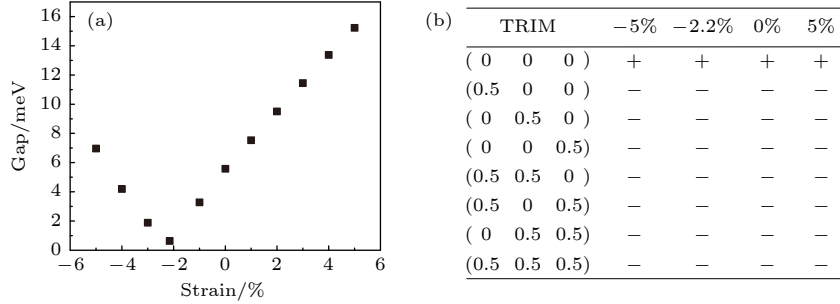 (a)
16
14
12
10
8
6
4
2
0
Gap/meV
−6 −4 −2 0 2 4 6
Strain/%
(b)
TRIM −5% −2.2% 0% 5%
( 0 0 0 ) + + + +
(0.5 0 0 ) − − − −
( 0 0.5 0 ) − − − −
( 0 0 0.5) − − − −
(0.5 0.5 0 ) − − − −
(0.5 0 0.5) − − − −
( 0 0.5 0.5) − − − −
(0.5 0.5 0.5) − − − −